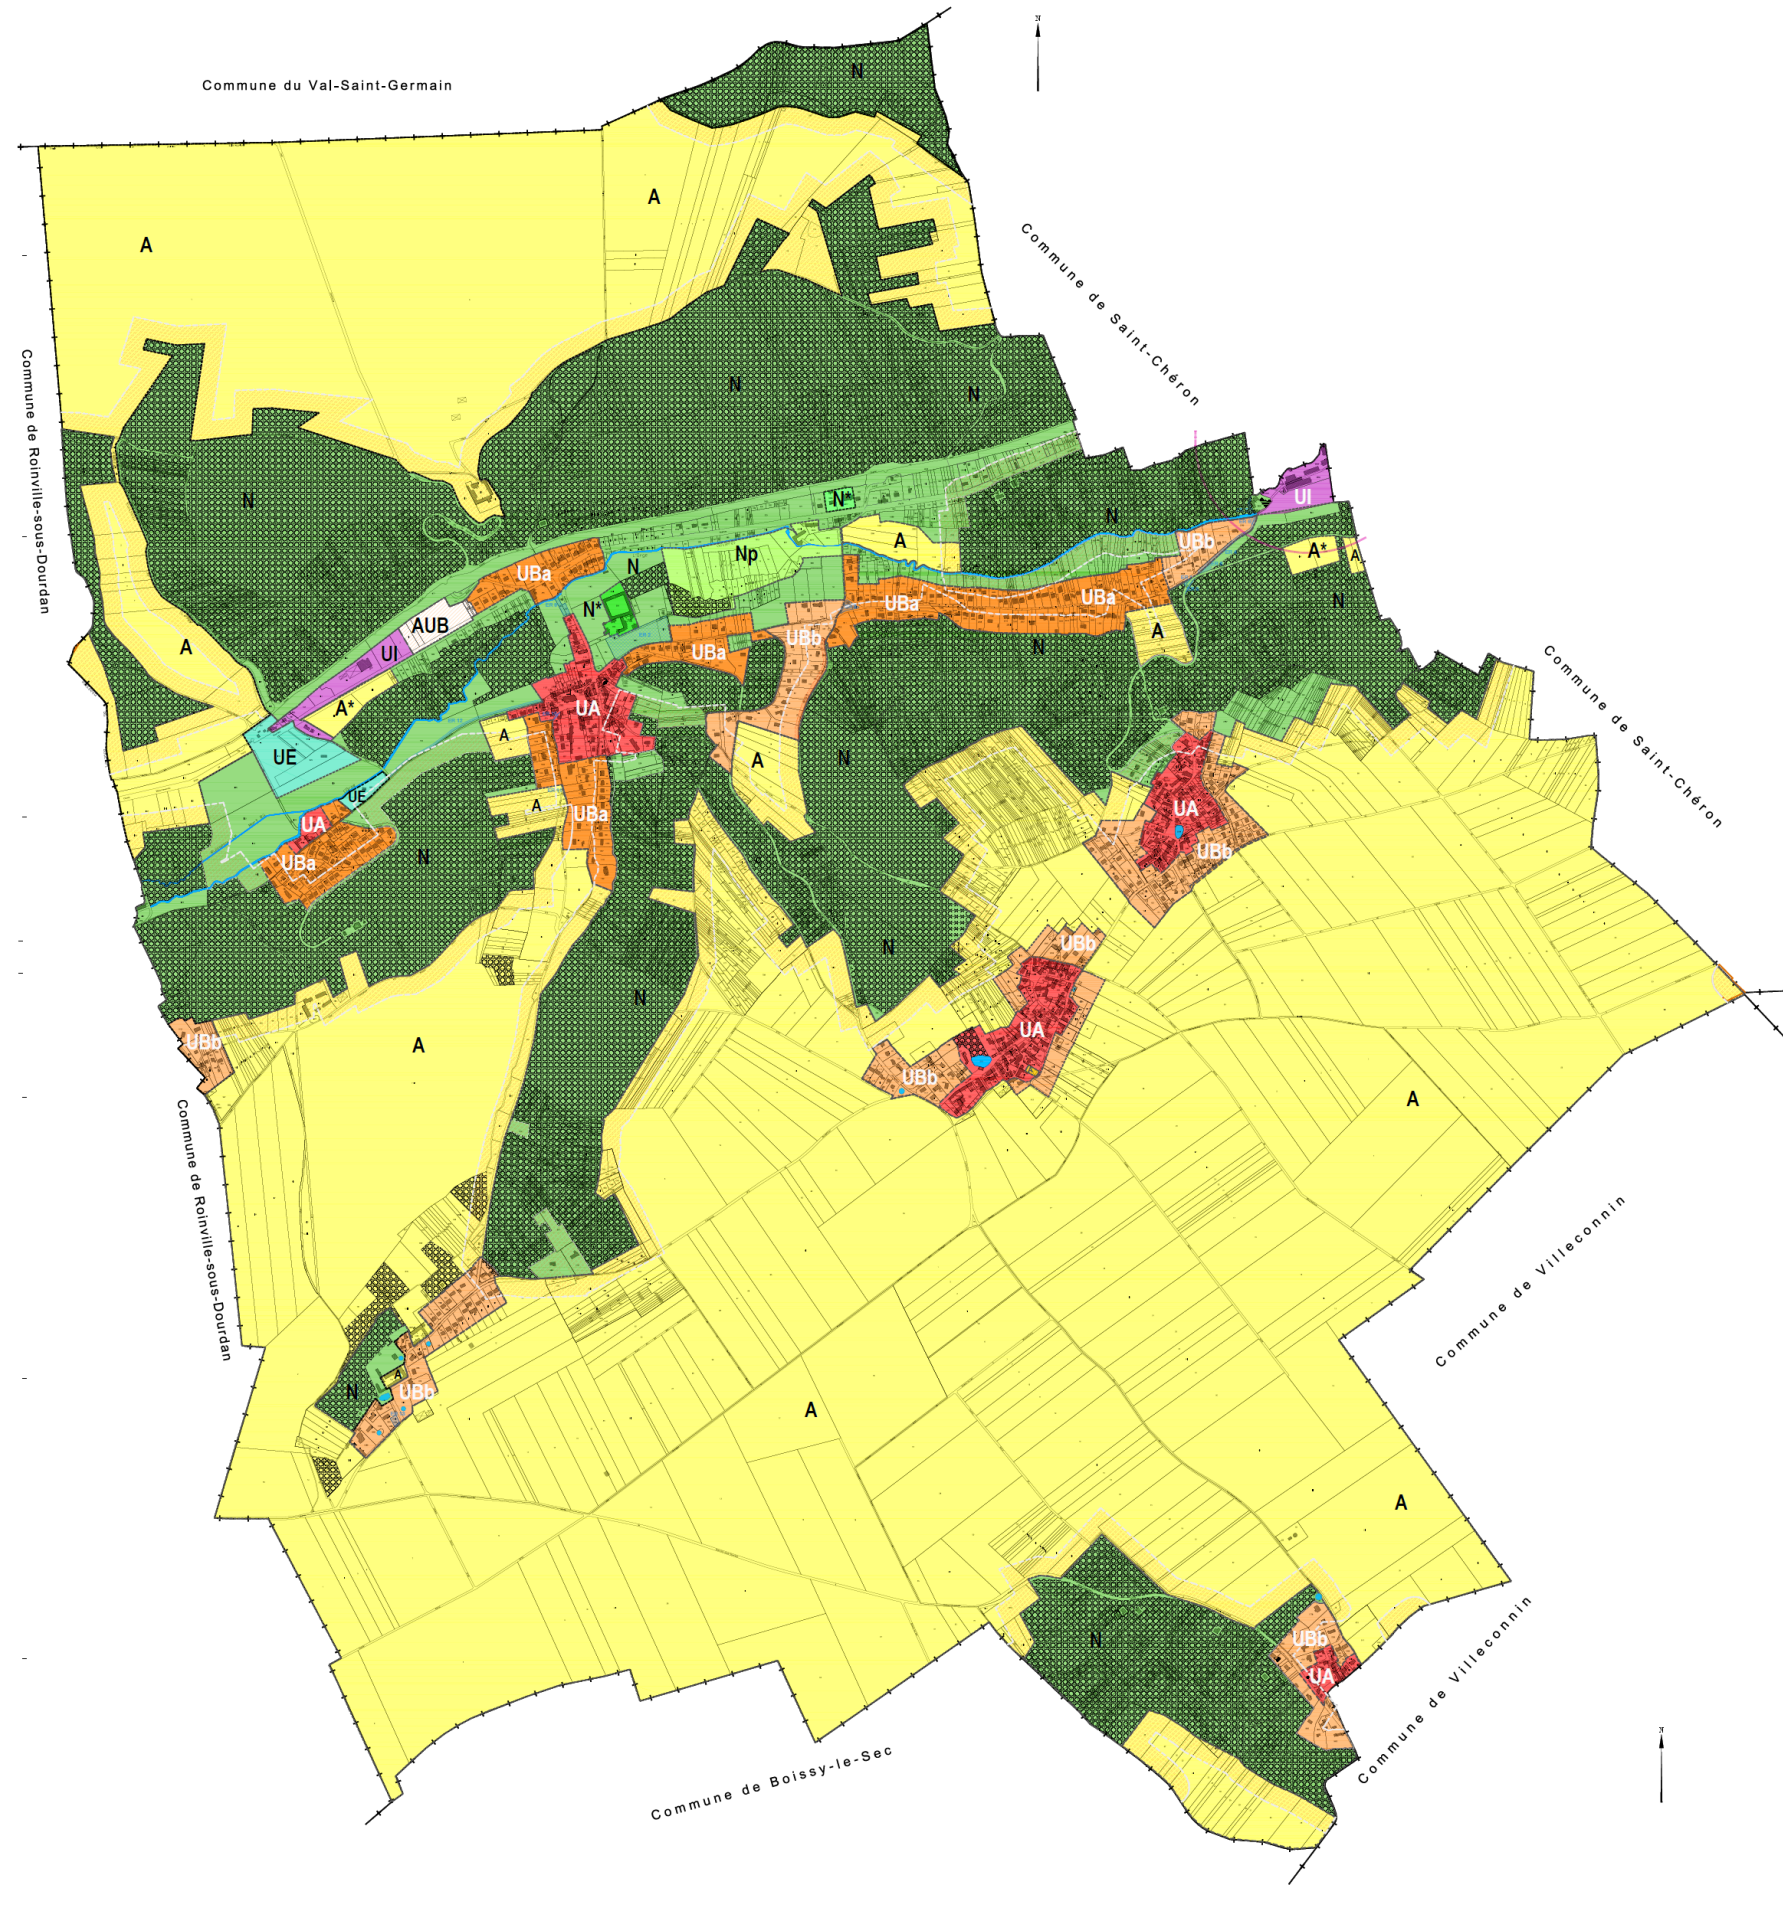 N
N
Commune du Val-Saint-Germain
A
A
Commune de Saint-Chéron
Commune de Roinville-sous-Dourdan
N
N
N
N*
UI
N
A
UBb
A*
A
Np
N
UBa
N*
UBa
UBa
N
AUB
A
N
UBb
A
UBa
UI
Commune de Saint-Chéron
A*
UA
A
UE
A
N
UE
A
UBa
UA
UA
UBb
N
UBa
N
UBb
N
UA
UBb
A
UBb
A
Commune de Roinville-sous-Dourdan
Commune de Villeconnin
A
N
UBb
A
A
N
UBb
UA
Commune de Villeconnin
N
Commune de Boissy-le-Sec